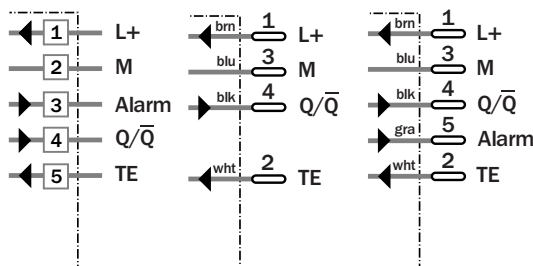 1 L+
2 M
3 Alarm
4 Q/Q̅
5 TE
brn 1 L+
blu 3 M
blk 4 Q/Q̅
wht 2 TE
brn 1 L+
blu 3 M
blk 4 Q/Q̅
gra 5 Alarm
wht 2 TE